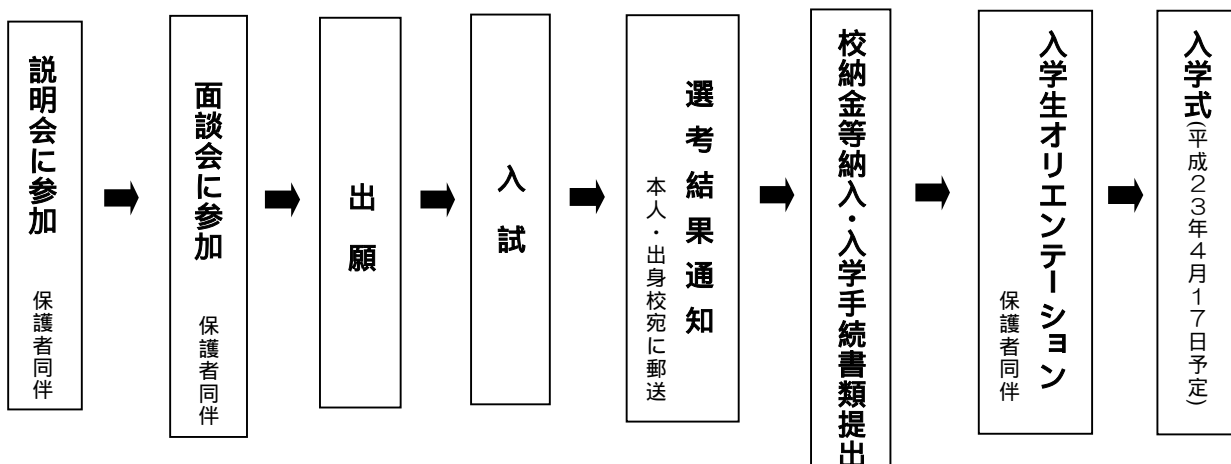 説明会に参加
保護者同伴
面談会に参加
保護者同伴
出願
入試
選考結果通知
本人・出身校宛に郵送
校納金等納入・入学手続書類提出
入学生オリエンテーション
保護者同伴
入学式(平成23年4月17日予定)